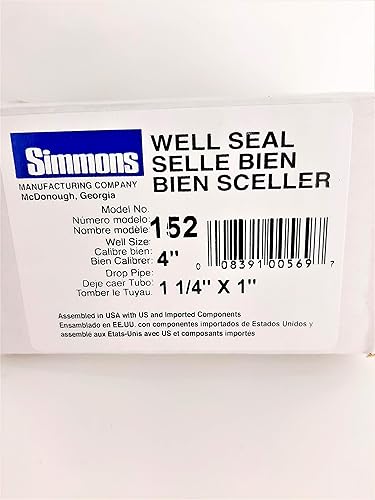 Simmons
MANUFACTURING COMPANY
McDonough, Georgia
WELL SEAL
SELLE BIEN
BIEN SCELLER
Model No.
Número modelo:
Nombre modèle: 152
Well Size:
Calibre bien:
Bien Calibrer: 4"
Drop Pipe:
Deje caer Tubo:
Tomber le Tuyau. 1 1/4" X 1"
0 08391 00569 7
Assembled in USA with US and Imported Components
Ensamblado en EE.UU. con componentes importados de Estados Unidos y
assemble aux Etats-Unis avec US et composants importés